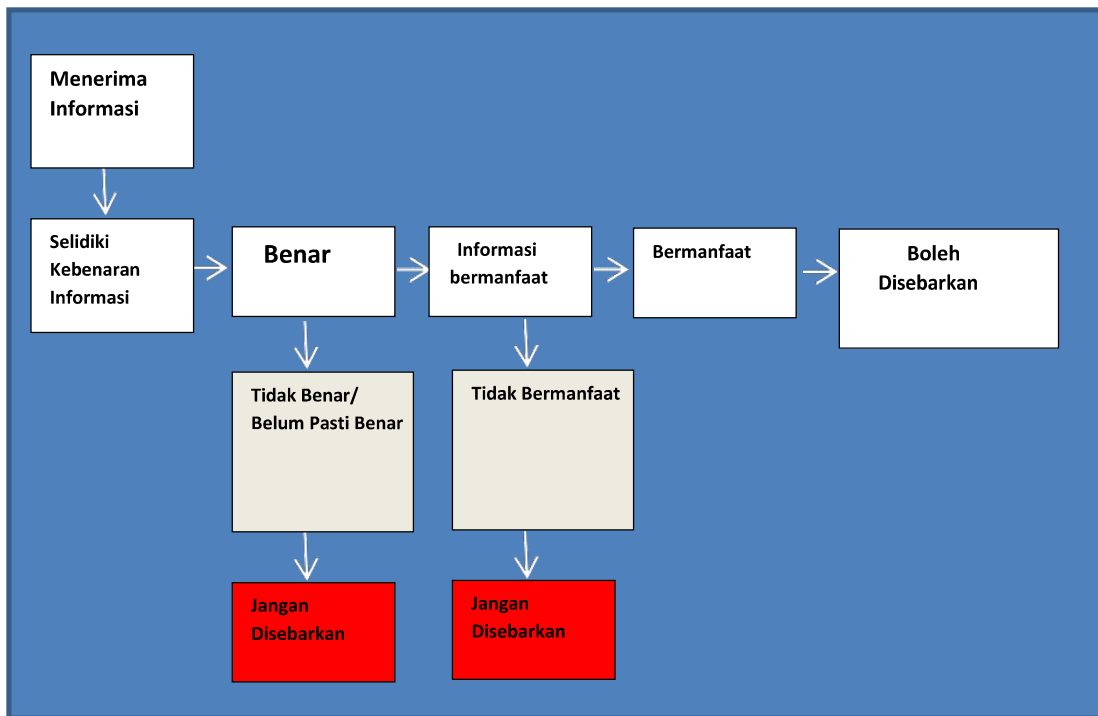 Menerima
Informasi
Selidiki
Kebenaran
Informasi
Benar
Informasi
bermanfaat
Bermanfaat
Boleh
Disebarkan
Tidak Benar/
Belum Pasti Benar
Tidak Bermanfaat
Jangan
Disebarkan
Jangan
Disebarkan